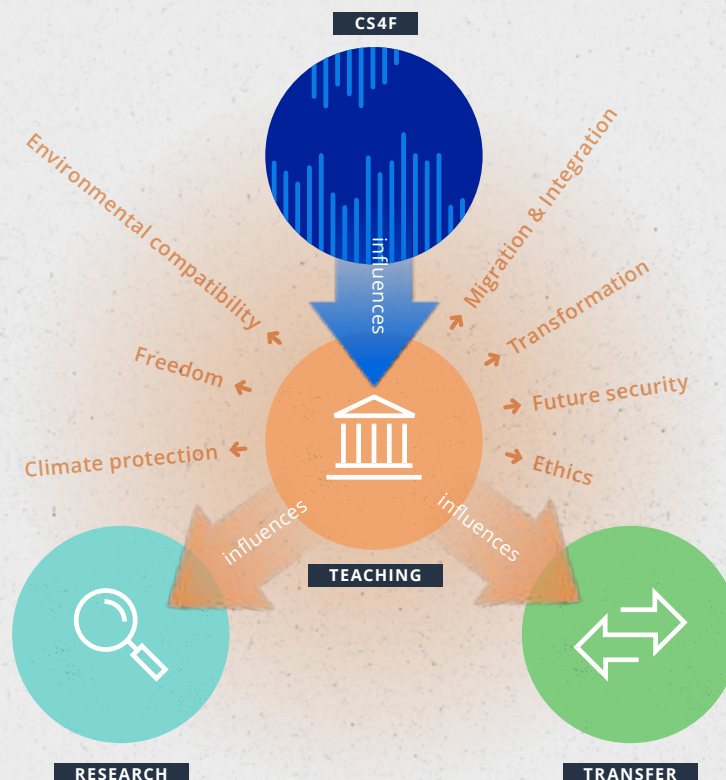 CS4F
influences
Environmental compatibility
Freedom
Climate protection
Migration & Integration
Transformation
Future security
Ethics
influences
influences
TEACHING
RESEARCH
TRANSFER